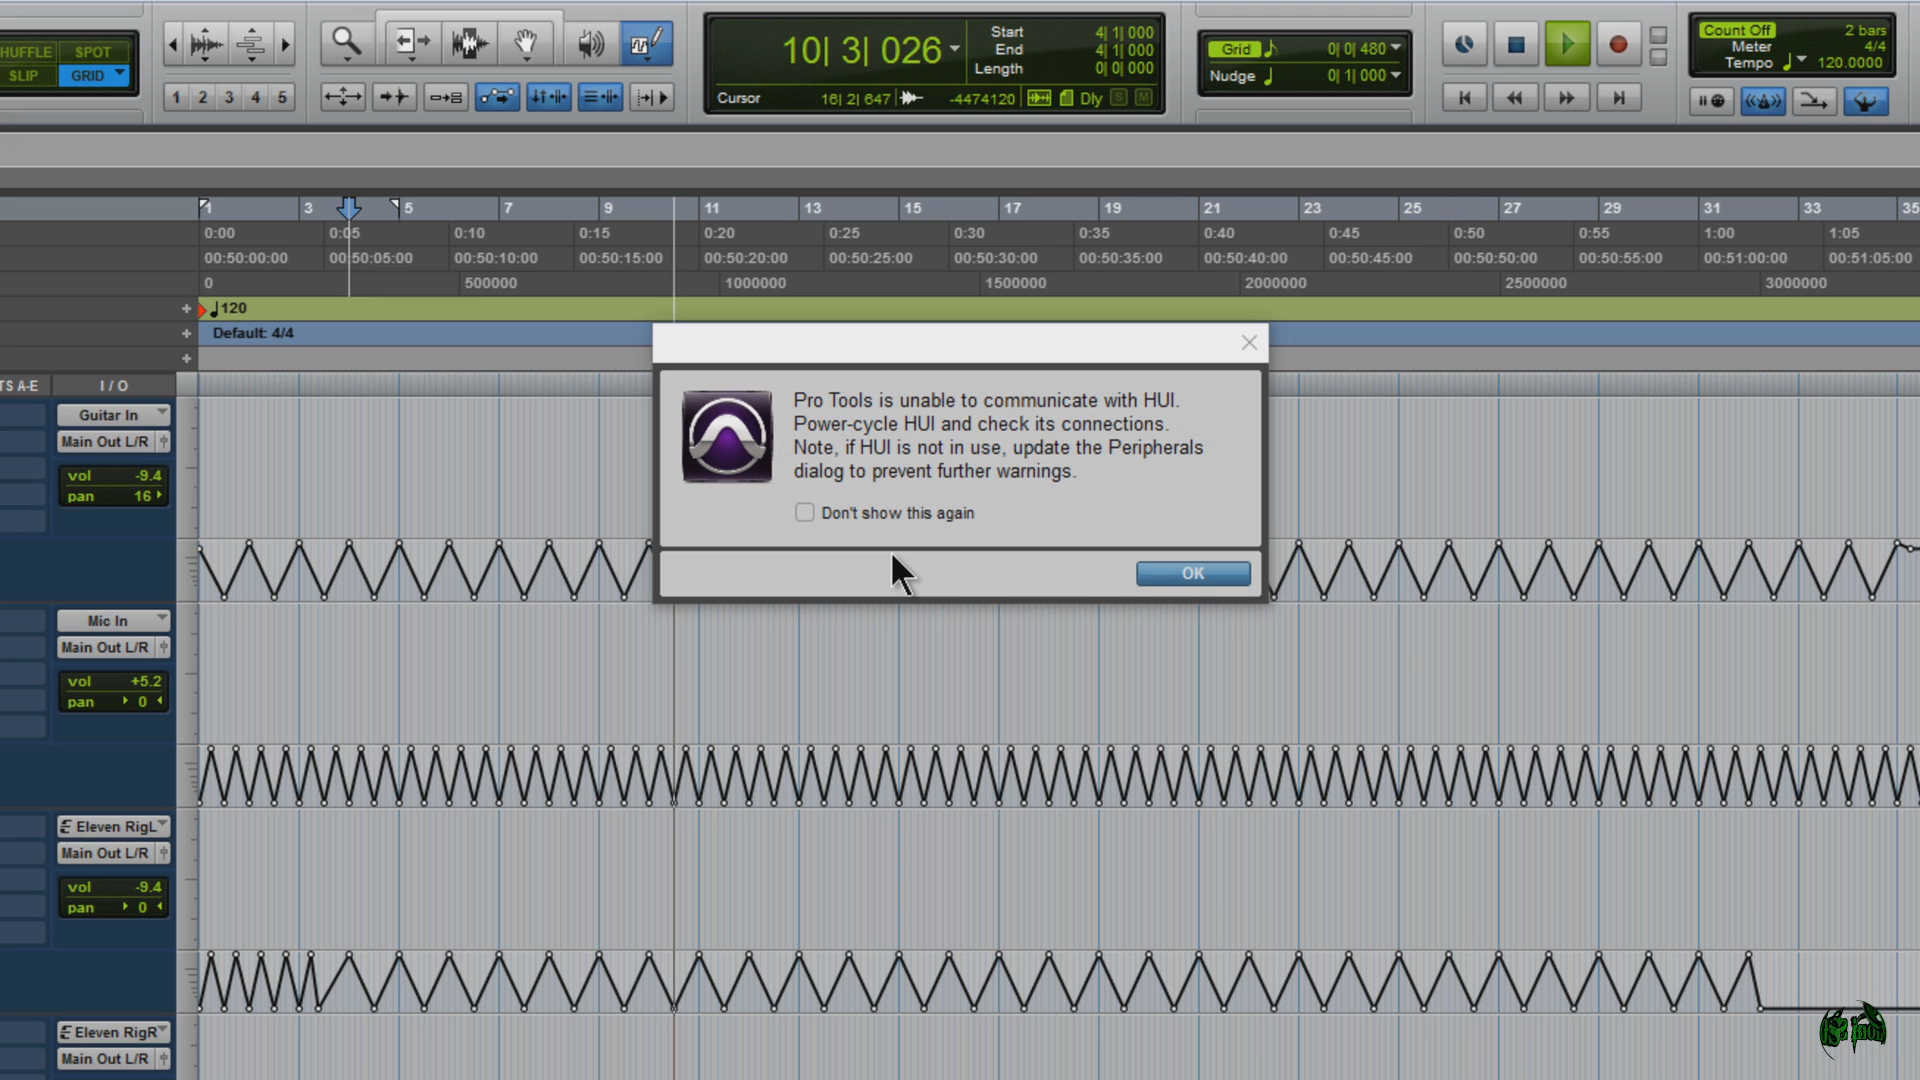 HUFFLE SPOT
SLIP GRID
1 2 3 4 5
10| 3| 026
Start 4| 1| 000
End 4| 1| 000
Length 0| 0| 000
Cursor 16| 2| 647 -4474120 Dly S M
Grid 0| 0| 480
Nudge 0| 1| 000
Count Off 2 bars
Meter 4/4
Tempo 120.0000
1 3 5 7 9 11 13 15 17 19 21 23 25 27 29 31 33 35
0:00 0:05 0:10 0:15 0:20 0:25 0:30 0:35 0:40 0:45 0:50 0:55 1:00 1:05
00:50:00:00 00:50:05:00 00:50:10:00 00:50:15:00 00:50:20:00 00:50:25:00 00:50:30:00 00:50:35:00 00:50:40:00 00:50:45:00 00:50:50:00 00:50:55:00 00:51:00:00 00:51:05:00
0 500000 1000000 1500000 2000000 2500000 3000000
120
Default: 4/4
TS A-E I / O
Pro Tools is unable to communicate with HUI.
Power-cycle HUI and check its connections.
Note, if HUI is not in use, update the Peripherals
dialog to prevent further warnings.
Don't show this again
OK
Guitar In
Main Out L/R
vol -9.4
pan 16
Mic In
Main Out L/R
vol +5.2
pan 0
Eleven RigL
Main Out L/R
vol -9.4
pan 0
Eleven RigR
Main Out L/R